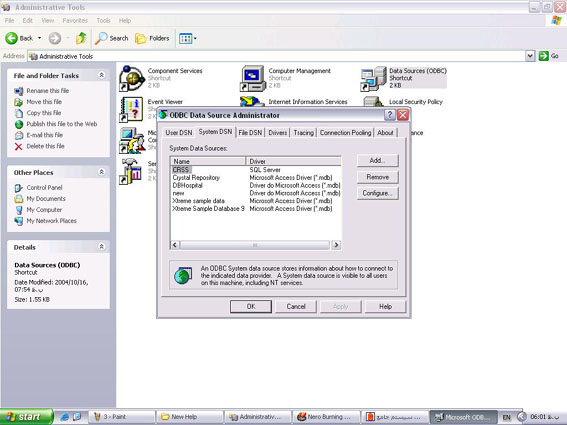 Administrative Tools
File Edit View Favorites Tools Help
Back Search Folders
Address Administrative Tools Go
File and Folder Tasks
Rename this file
Move this file
Copy this file
Publish this file to the Web
E-mail this file
Delete this file
Other Places
Control Panel
My Documents
My Computer
My Network Places
Details
Data Sources (ODBC)
Shortcut
Date Modified: 2004/10/16,
07:54 ب.ظ
Size: 1.55 KB
Component Services
Shortcut
2 KB
Computer Management
Shortcut
2 KB
Data Sources (ODBC)
Shortcut
2 KB
Event Viewer
Shortcut
Internet Information Services
Local Security Policy
ODBC Data Source Administrator
User DSN System DSN File DSN Drivers Tracing Connection Pooling About
System Data Sources:
Name Driver
CRSS SQL Server
Crystal Repository Microsoft Access Driver (*.mdb)
DBHospital Driver do Microsoft Access (*.mdb)
new Driver do Microsoft Access (*.mdb)
Xtreme sample data Microsoft Access Driver (*.mdb)
Xtreme Sample Database 9 Microsoft Access Driver (*.mdb)
Add...
Remove
Configure...
An ODBC System data source stores information about how to connect to
the indicated data provider. A System data source is visible to all users
on this machine, including NT services.
OK Cancel Apply Help
start 3 - Paint New Help Administrativ... Nero Burning ... سیستم جامع ... Microsoft ODB... EN 06:01 ب.ظ